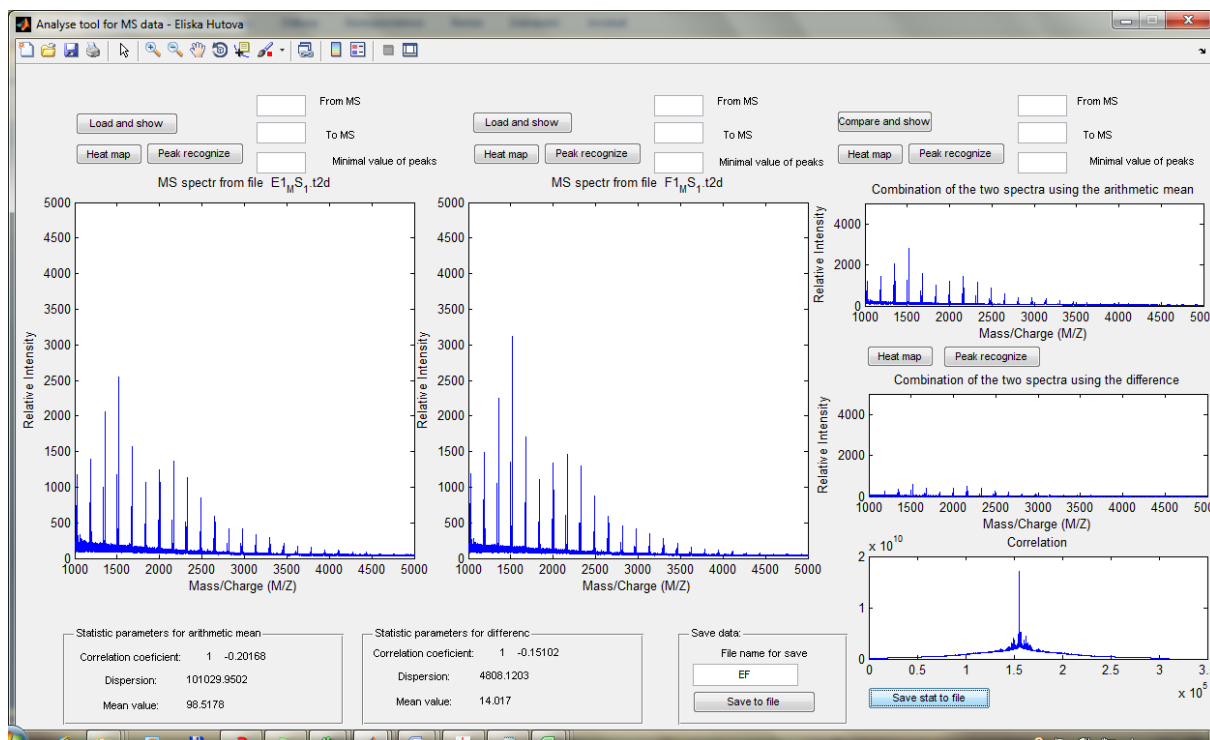 Analyse tool for MS data - Eliska Hutova
From MS
Load and show
To MS
Heat map Peak recognize
Minimal value of peaks
MS spectr from file E1MS1.t2d
5000
4500
4000
3500
3000
2500
2000
1500
1000
500
0
Relative Intensity
1000 1500 2000 2500 3000 3500 4000 4500 5000
Mass/Charge (M/Z)
From MS
Load and show
To MS
Heat map Peak recognize
Minimal value of peaks
MS spectr from file F1MS1.t2d
5000
4500
4000
3500
3000
2500
2000
1500
1000
500
0
Relative Intensity
1000 1500 2000 2500 3000 3500 4000 4500 5000
Mass/Charge (M/Z)
From MS
Compare and show
To MS
Heat map Peak recognize
Minimal value of peaks
Combination of the two spectra using the arithmetic mean
4000
2000
0
Relative Intensity
1000 1500 2000 2500 3000 3500 4000 4500 500
Mass/Charge (M/Z)
Heat map Peak recognize
Combination of the two spectra using the difference
4000
2000
0
Relative Intensity
1000 1500 2000 2500 3000 3500 4000 4500 500
Mass/Charge (M/Z)
Correlation
x 10^10
2
1
0
0 0.5 1 1.5 2 2.5 3 3.
x 10^5
Save stat to file
Statistic parameters for arithmetic mean
Correlation coeficient: 1 -0.20168
Dispersion: 101029.9502
Mean value: 98.5178
Statistic parameters for differenc
Correlation coeficient: 1 -0.15102
Dispersion: 4808.1203
Mean value: 14.017
Save data:
File name for save
EF
Save to file